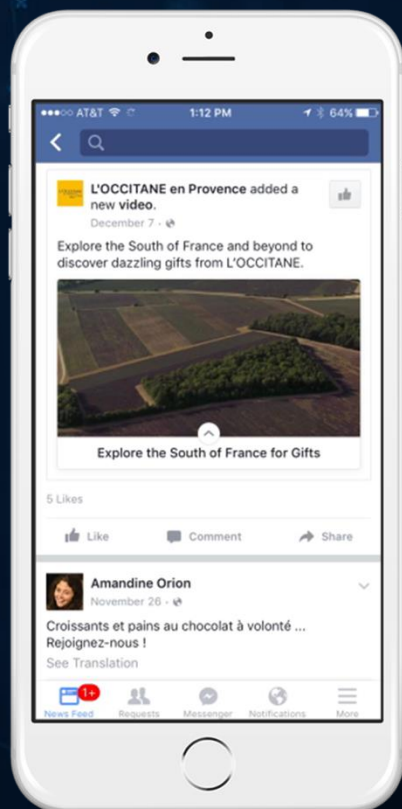 AT&T 1:12 PM 64%
L'OCCITANE en Provence added a
new video.
December 7 ·
Explore the South of France and beyond to
discover dazzling gifts from L'OCCITANE.
Explore the South of France for Gifts
5 Likes
Like Comment Share
Amandine Orion
November 26 ·
Croissants et pains au chocolat à volonté ...
Rejoignez-nous !
See Translation
1+
News Feed Requests Messenger Notifications More